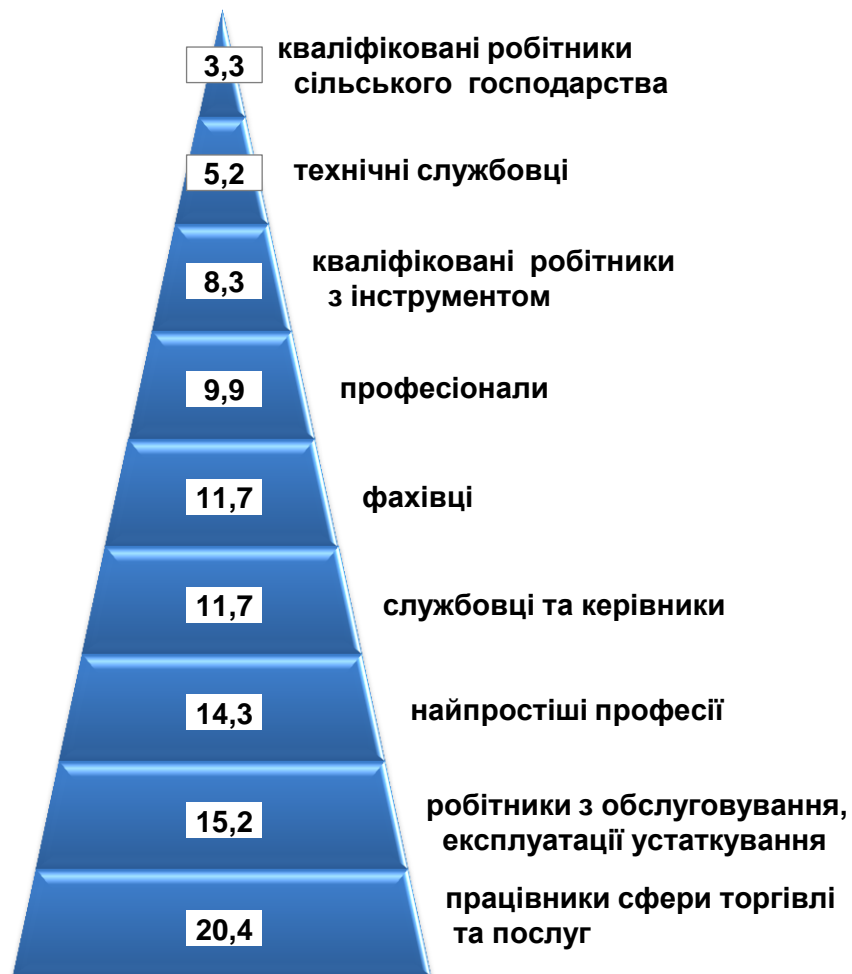 3,3
кваліфіковані робітники
сільського господарства
5,2
технічні службовці
8,3
кваліфіковані робітники
з інструментом
9,9
професіонали
11,7
фахівці
11,7
службовці та керівники
14,3
найпростіші професії
15,2
робітники з обслуговування,
експлуатації устаткування
20,4
працівники сфери торгівлі
та послуг